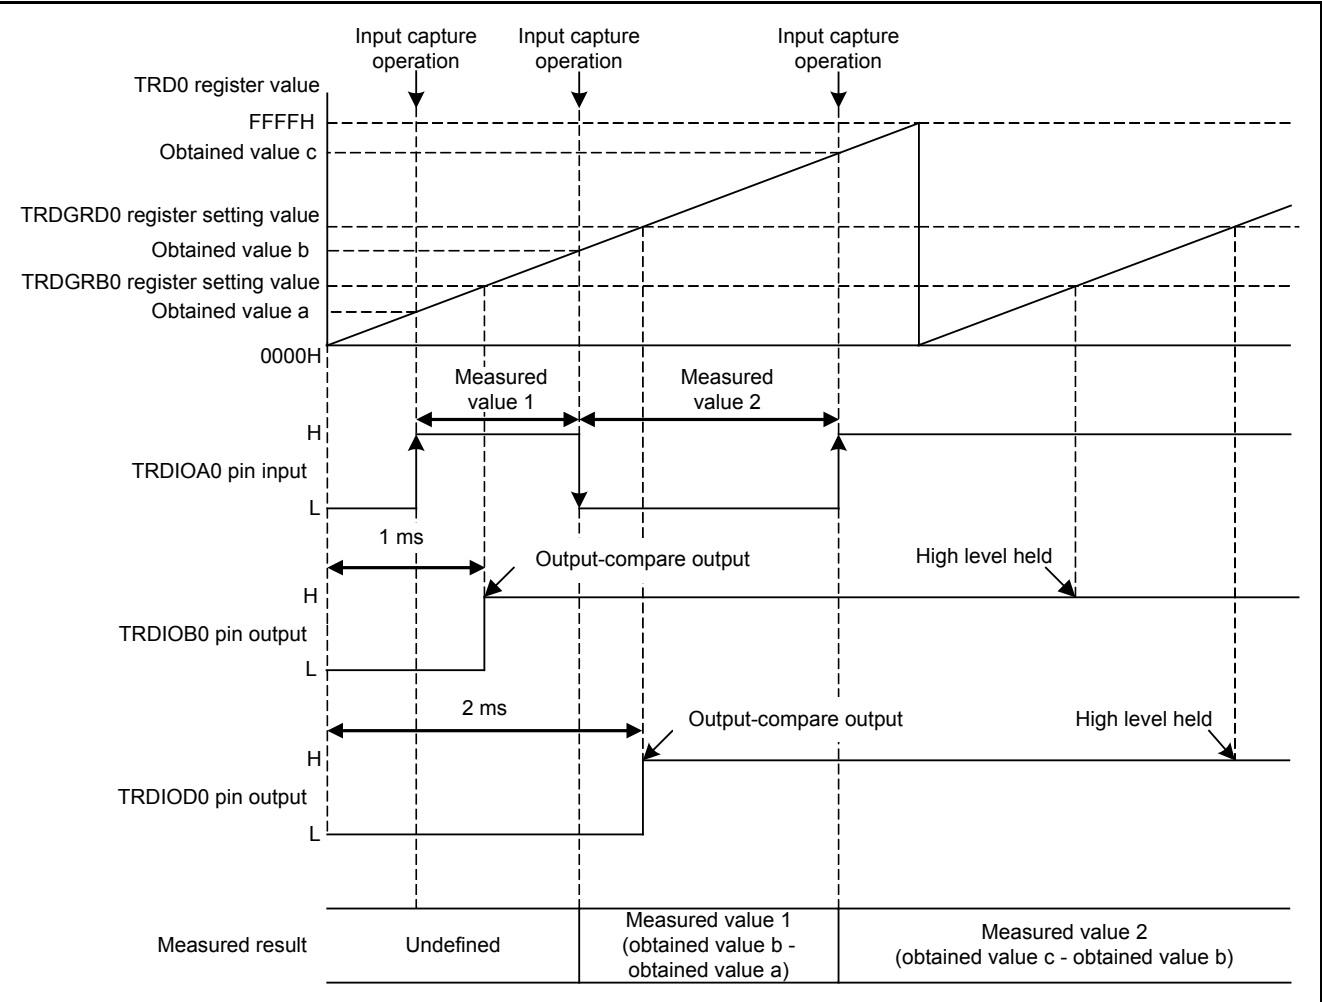 Input capture
operation
Input capture
operation
Input capture
operation
TRD0 register value
FFFFH
Obtained value c
TRDGRD0 register setting value
Obtained value b
TRDGRB0 register setting value
Obtained value a
0000H
Measured
value 1
Measured
value 2
H
TRDIOA0 pin input
L
1 ms
Output-compare output
High level held
H
TRDIOB0 pin output
L
2 ms
Output-compare output
High level held
H
TRDIOD0 pin output
L
Measured result
Undefined
Measured value 1
(obtained value b -
obtained value a)
Measured value 2
(obtained value c - obtained value b)